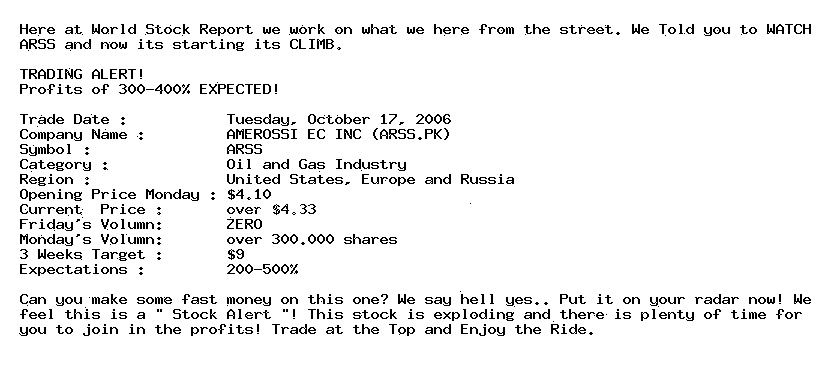 Here at World Stock Report we work on what we here from the street. We Told you to WATCH
ARSS and now its starting its CLIMB.
TRADING ALERT!
Profits of 300-400% EXPECTED!
Trade Date : Tuesday, October 17, 2006
Company Name : AMEROSSI EC INC (ARSS.PK)
Symbol : ARSS
Category : Oil and Gas Industry
Region : United States, Europe and Russia
Opening Price Monday : $4.10
Current Price : over $4.33
Friday's Volumn: ZERO
Monday's Volumn: over 300.000 shares
3 Weeks Target : $9
Expectations : 200-500%
Can you make some fast money on this one? We say hell yes.. Put it on your radar now! We
feel this is a " Stock Alert "! This stock is exploding and there is plenty of time for
you to join in the profits! Trade at the Top and Enjoy the Ride.